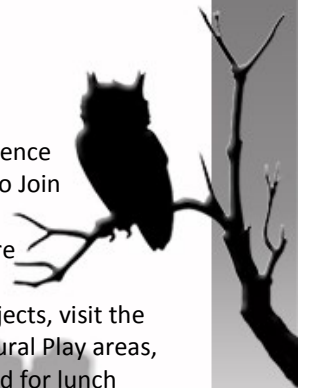 ence
o Join
re
jects, visit the
ural Play areas,
d for lunch